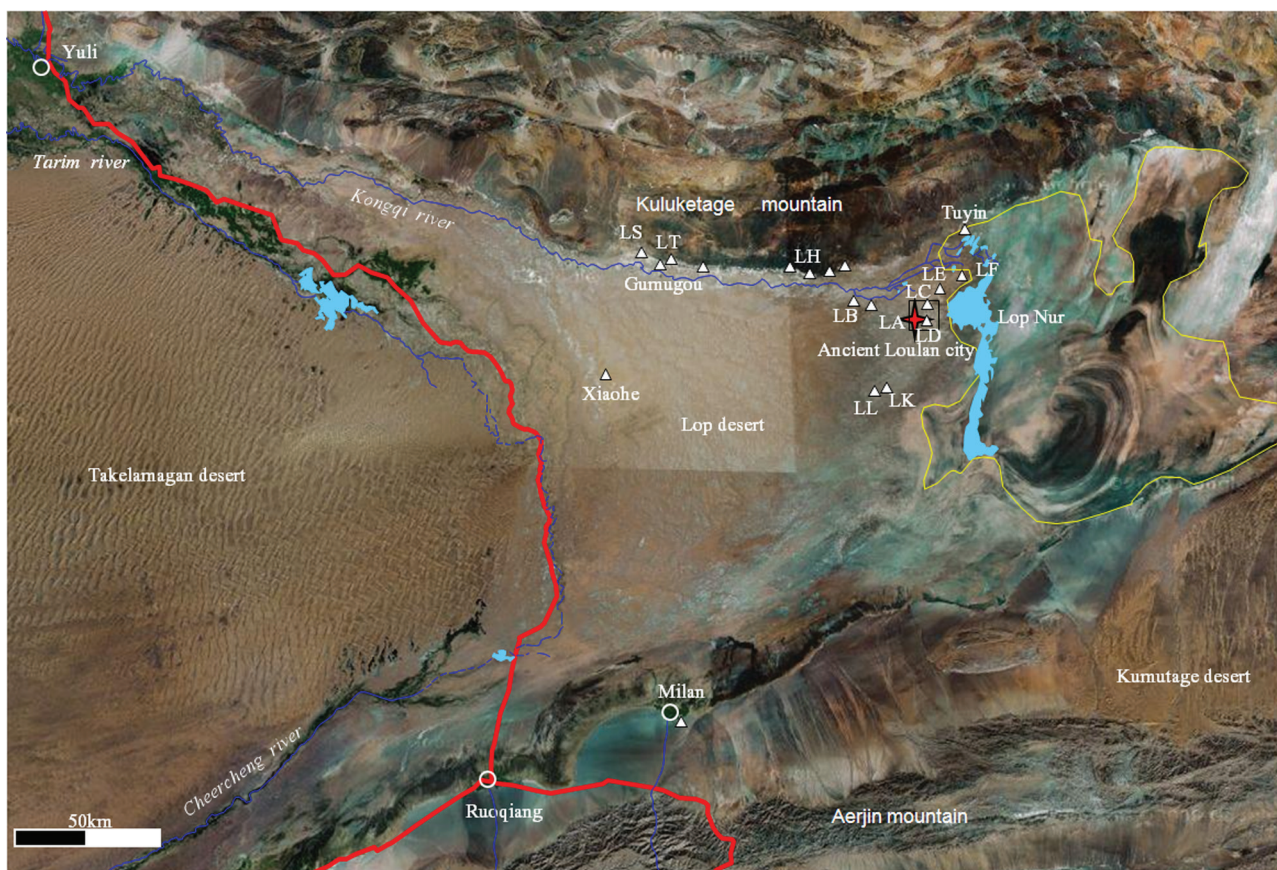 Yuli
Tarim river
Kongqi river
Kuluketage mountain
Tuyin
LS
LT
LH
LE
LF
Gumugou
LC
LB
LA
Lop Nur
LD
Ancient Loulan city
Xiaohe
LL
LK
Lop desert
Takelamagan desert
Kumutage desert
Milan
Cheercheng river
Ruoqiang
50km
Aerjin mountain